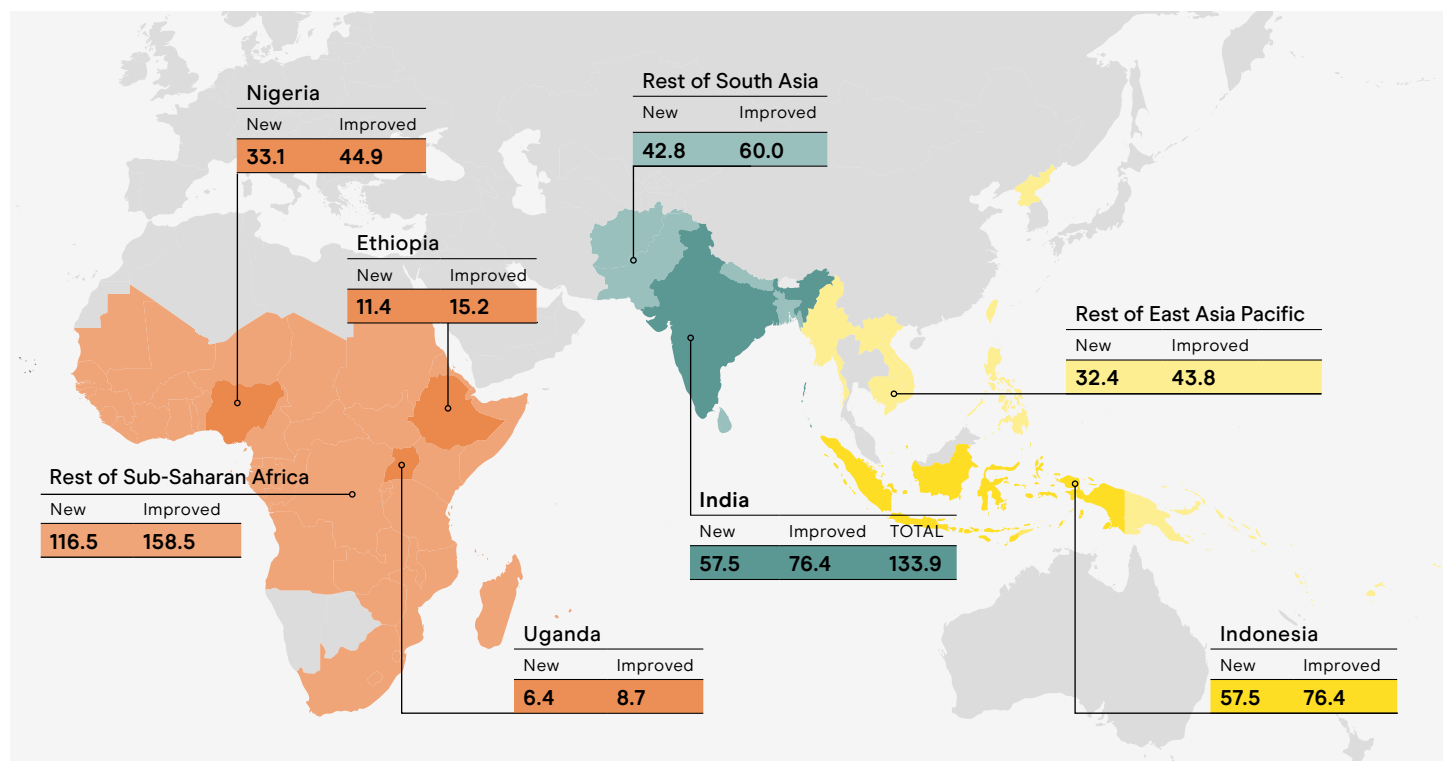 Nigeria
New Improved
33.1 44.9
Rest of South Asia
New Improved
42.8 60.0
Ethiopia
New Improved
11.4 15.2
Rest of East Asia Pacific
New Improved
32.4 43.8
Rest of Sub-Saharan Africa
New Improved
116.5 158.5
India
New Improved TOTAL
57.5 76.4 133.9
Uganda
New Improved
6.4 8.7
Indonesia
New Improved
57.5 76.4